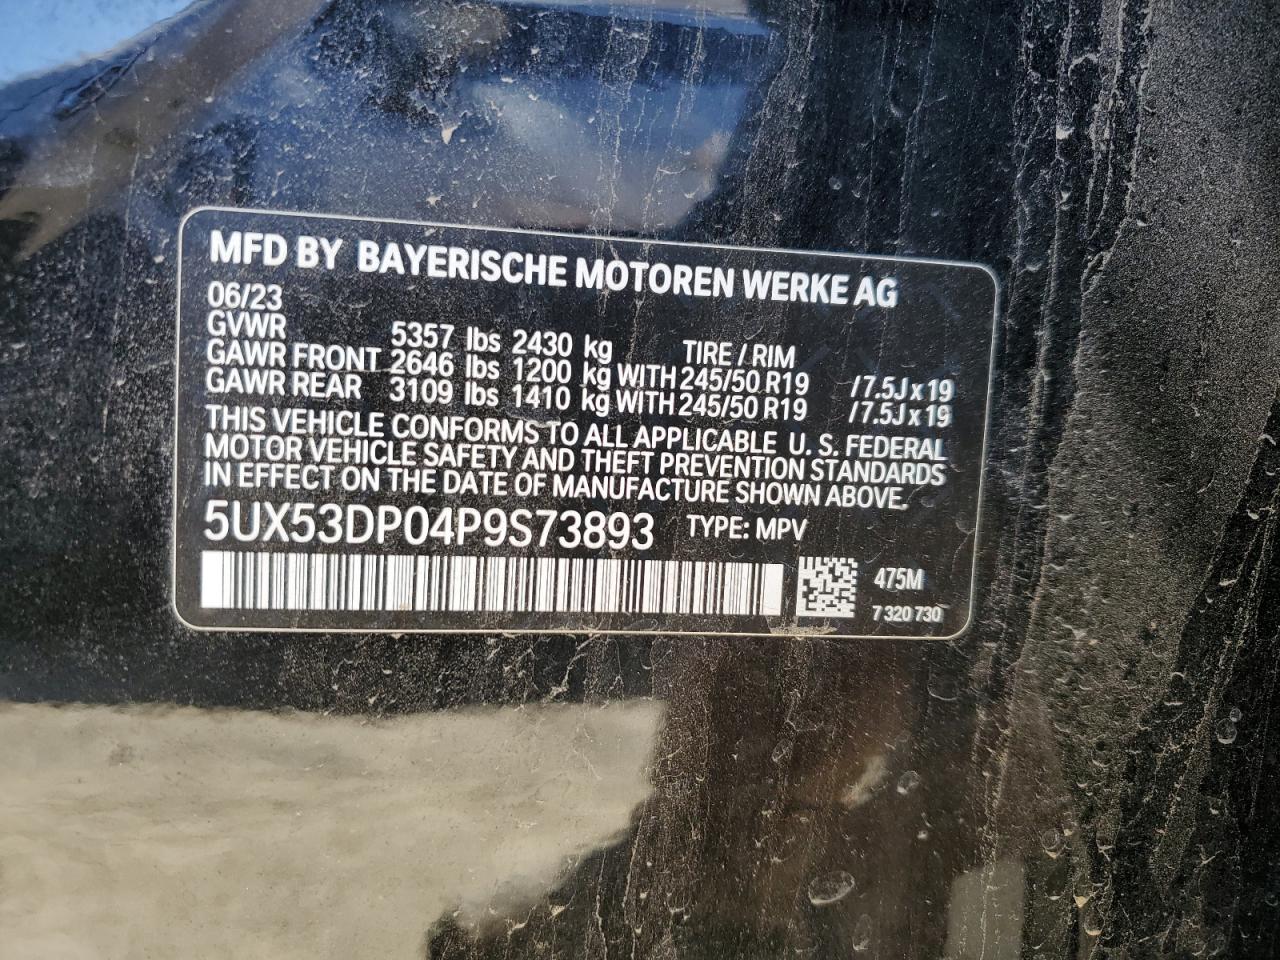 MFD BY BAYERISCHE MOTOREN WERKE AG
06/23
GVWR 5357 lbs 2430 kg TIRE / RIM
GAWR FRONT 2646 lbs 1200 kg WITH 245/50 R19 /7.5J x 19
GAWR REAR 3109 lbs 1410 kg WITH 245/50 R19 /7.5J x 19
THIS VEHICLE CONFORMS TO ALL APPLICABLE U. S. FEDERAL
MOTOR VEHICLE SAFETY AND THEFT PREVENTION STANDARDS
IN EFFECT ON THE DATE OF MANUFACTURE SHOWN ABOVE.
5UX53DP04P9S73893 TYPE: MPV
475M
7 320 730